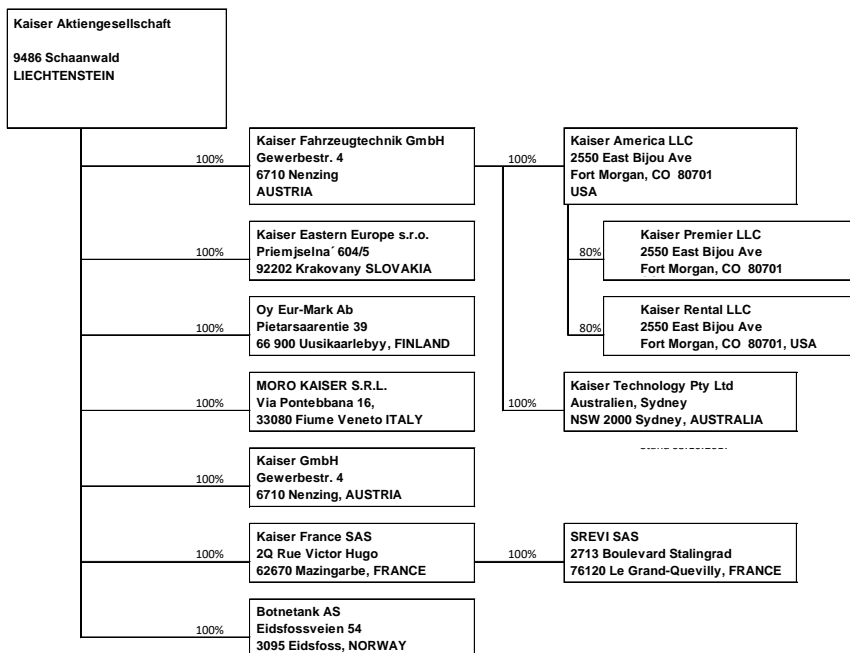 Kaiser Aktiengesellschaft
9486 Schaanwald
LIECHTENSTEIN
100%
Kaiser Fahrzeugtechnik GmbH
Gewerbestr. 4
6710 Nenzing
AUSTRIA
100%
Kaiser America LLC
2550 East Bijou Ave
Fort Morgan, CO 80701
USA
100%
Kaiser Eastern Europe s.r.o.
Priemjselna´ 604/5
92202 Krakovany SLOVAKIA
80%
Kaiser Premier LLC
2550 East Bijou Ave
Fort Morgan, CO 80701
100%
Oy Eur-Mark Ab
Pietarsaarentie 39
66 900 Uusikaarlebyy, FINLAND
80%
Kaiser Rental LLC
2550 East Bijou Ave
Fort Morgan, CO 80701, USA
100%
MORO KAISER S.R.L.
Via Pontebbana 16,
33080 Fiume Veneto ITALY
100%
Kaiser Technology Pty Ltd
Australien, Sydney
NSW 2000 Sydney, AUSTRALIA
100%
Kaiser GmbH
Gewerbestr. 4
6710 Nenzing, AUSTRIA
100%
Kaiser France SAS
2Q Rue Victor Hugo
62670 Mazingarbe, FRANCE
100%
SREVI SAS
2713 Boulevard Stalingrad
76120 Le Grand-Quevilly, FRANCE
100%
Botnetank AS
Eidsfossveien 54
3095 Eidsfoss, NORWAY